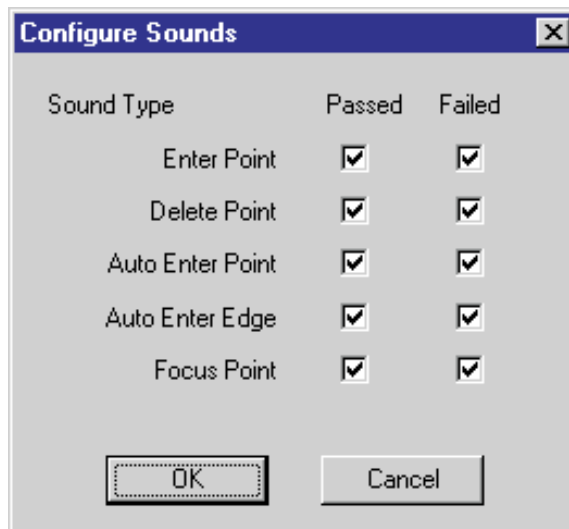 Configure Sounds
Sound Type Passed Failed
Enter Point
Delete Point
Auto Enter Point
Auto Enter Edge
Focus Point
OK Cancel